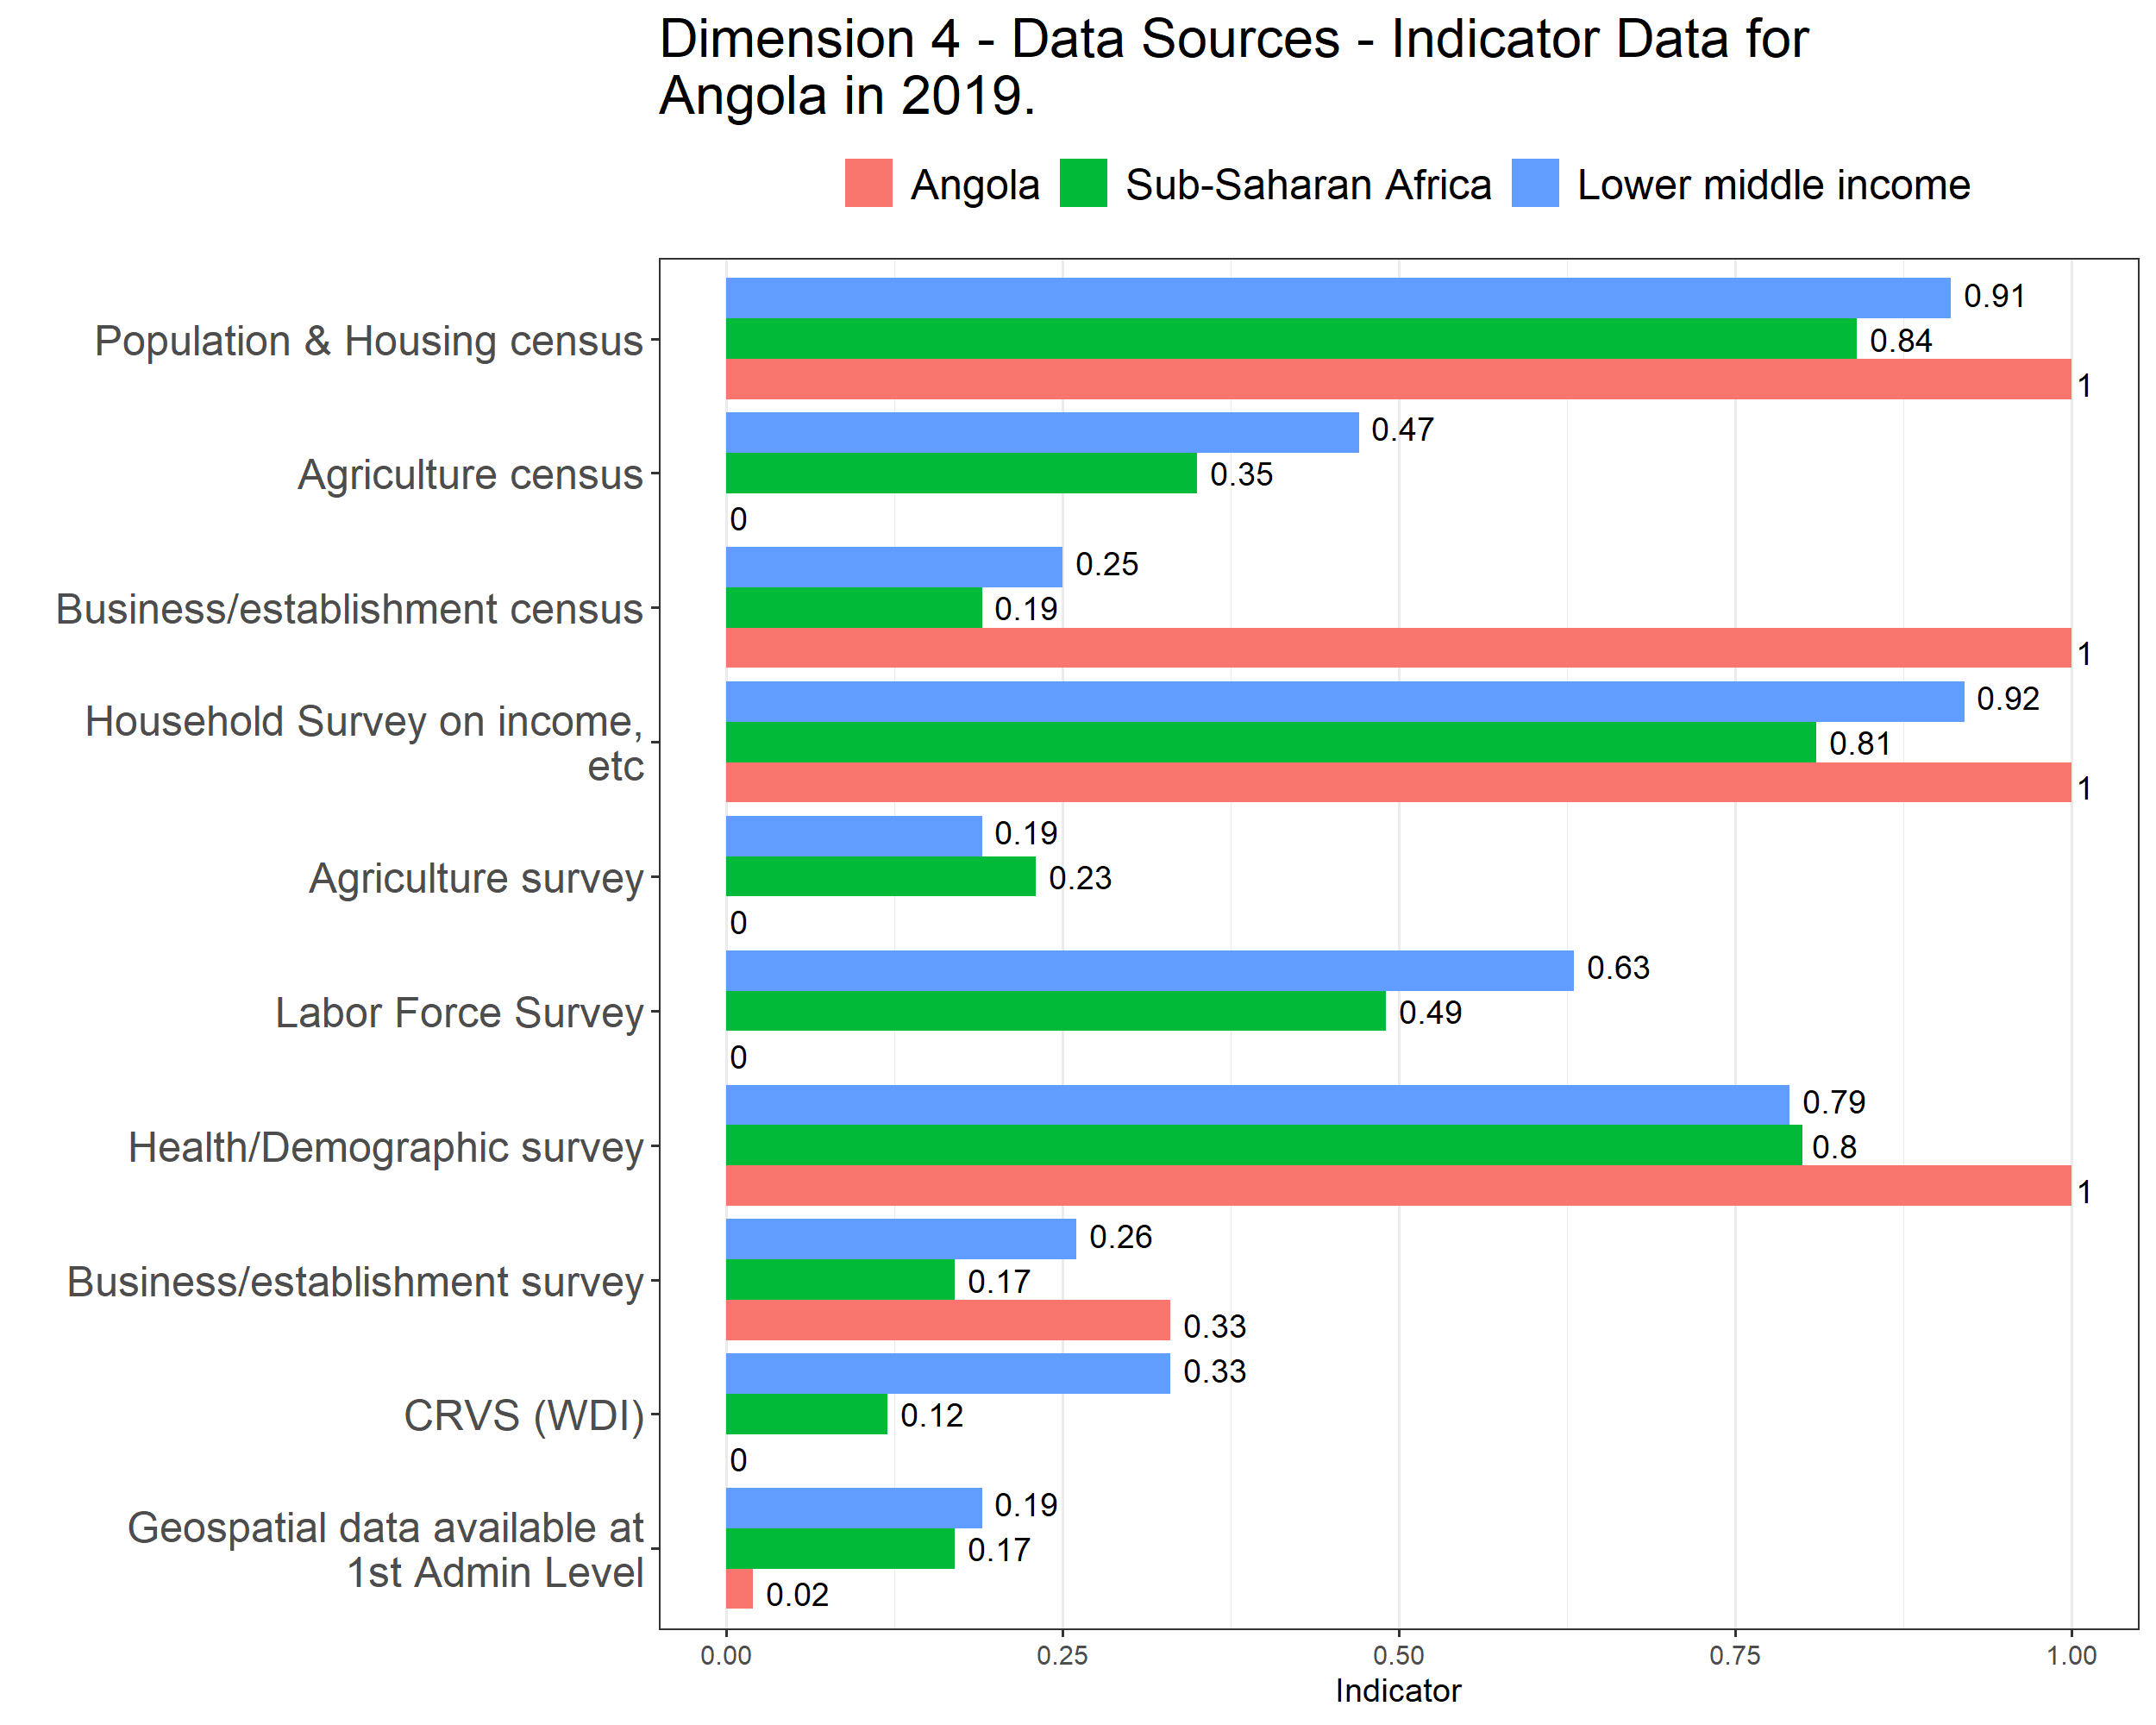 Dimension 4 - Data Sources - Indicator Data for
Angola in 2019.
Angola Sub-Saharan Africa Lower middle income
Population & Housing census
0.91
0.84
1
Agriculture census
0.47
0.35
0
Business/establishment census
0.25
0.19
1
Household Survey on income,
etc
0.92
0.81
1
Agriculture survey
0.19
0.23
0
Labor Force Survey
0.63
0.49
0
Health/Demographic survey
0.79
0.8
1
Business/establishment survey
0.26
0.17
0.33
CRVS (WDI)
0.33
0.12
0
Geospatial data available at
1st Admin Level
0.19
0.17
0.02
0.00 0.25 0.50 0.75 1.00
Indicator